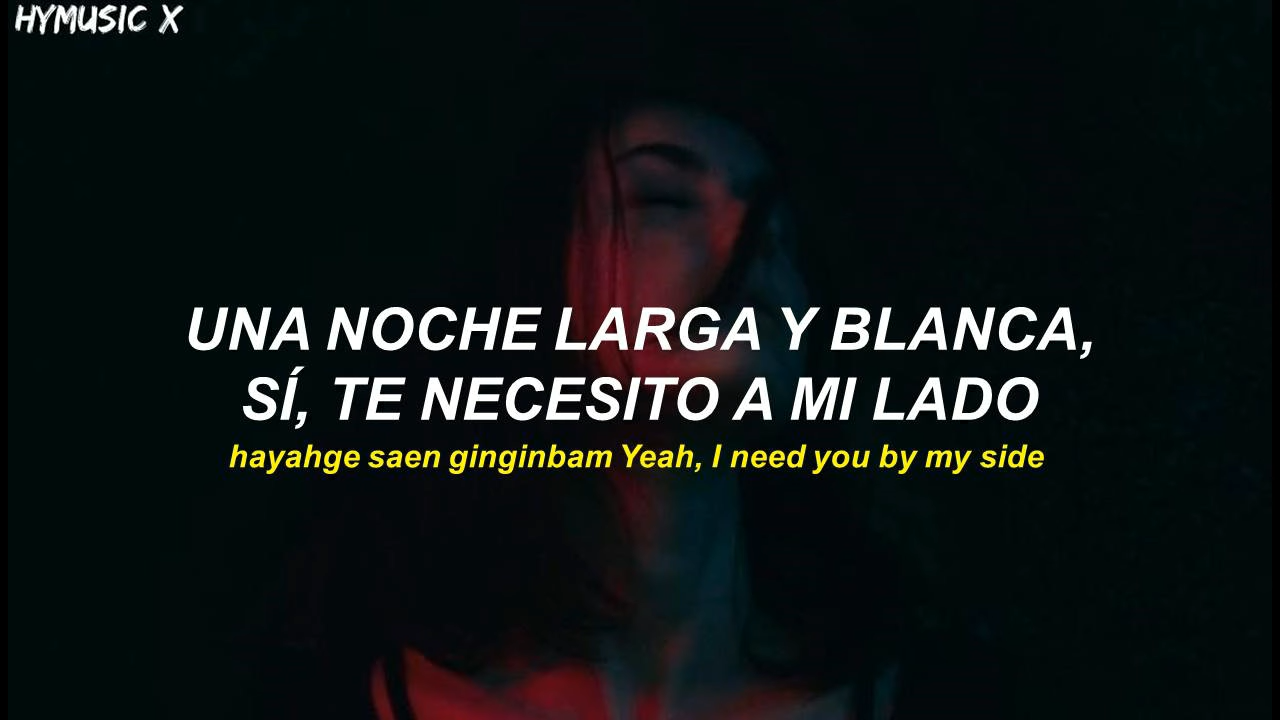 HYMUSIC X
UNA NOCHE LARGA Y BLANCA,
SÍ, TE NECESITO A MI LADO
hayahge saen ginginbam Yeah, I need you by my side